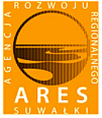 AGENCJA ROZWOJU REGIONALNEGO
ARES
SUWAŁKI